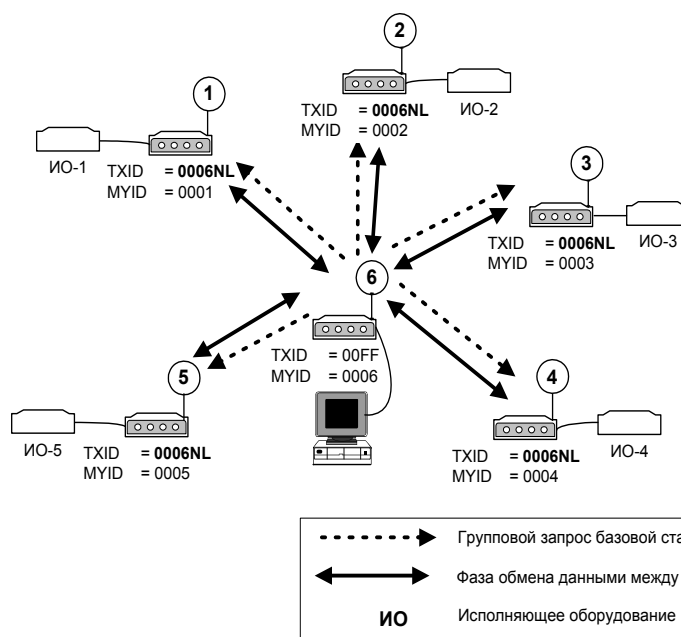 2
1
ИО-2
TXID = 0006NL
MYID = 0002
ИО-1
TXID = 0006NL
MYID = 0001
3
ИО-3
TXID = 0006NL
MYID = 0003
6
TXID = 00FF
MYID = 0006
5
4
ИО-5
TXID = 0006NL
MYID = 0005
ИО-4
TXID = 0006NL
MYID = 0004
Групповой запрос базовой ста
Фаза обмена данными между
ИО Исполняющее оборудование